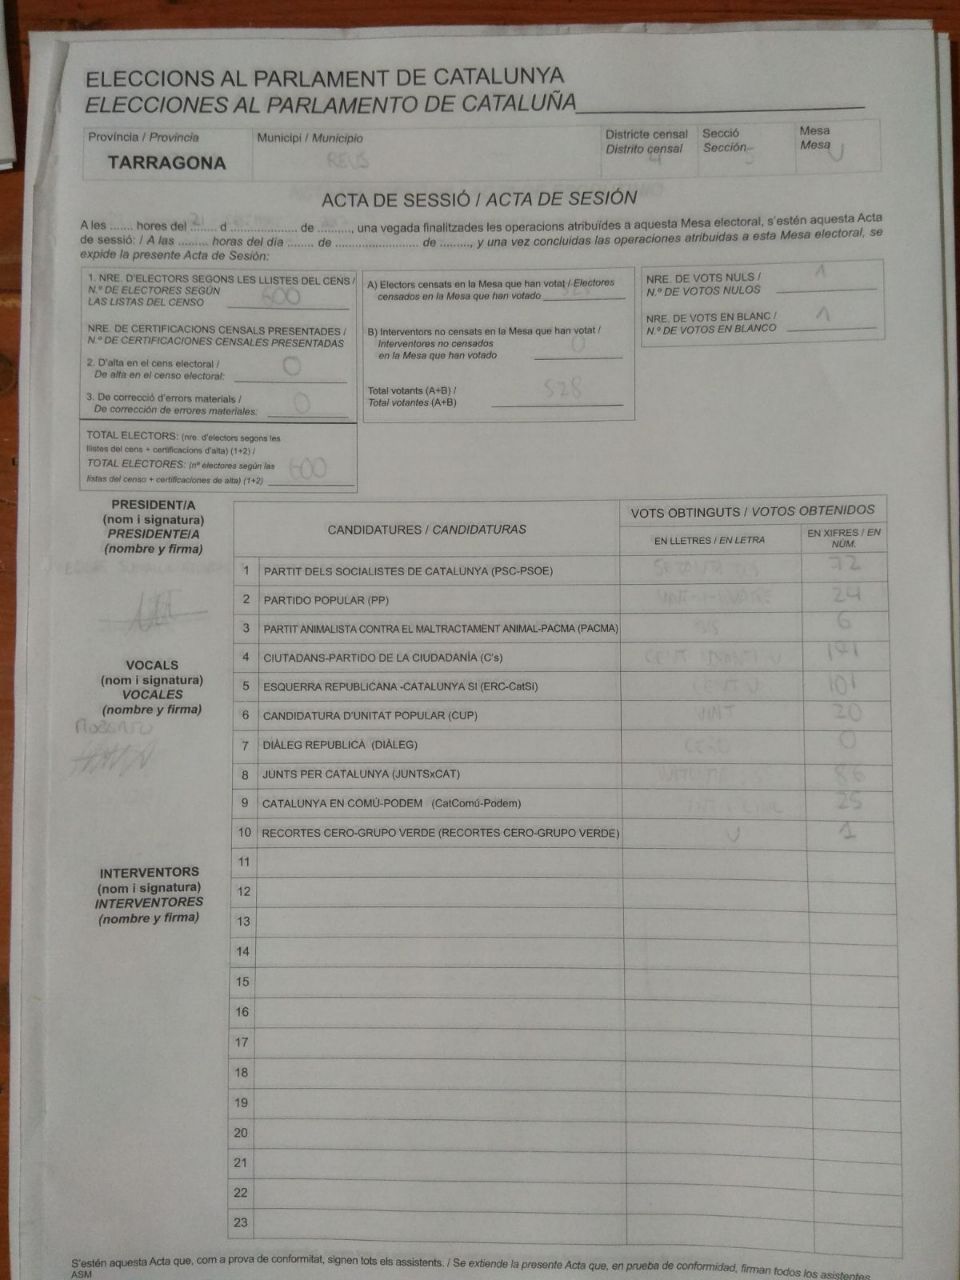 ELECCIONS AL PARLAMENT DE CATALUNYA
ELECCIONES AL PARLAMENTO DE CATALUÑA
Província / Provincia
TARRAGONA
Municipi / Municipio
REUS
Districte censal
Distrito censal
4
Secció
Sección
Mesa
Mesa
U
ACTA DE SESSIÓ / ACTA DE SESIÓN
A les ....... hores del 21 d .................. de ........., una vegada finalitzades les operacions atribuïdes a aquesta Mesa electoral, s'estén aquesta Acta
de sessió: / A las ......... horas del día ....... de ....................... de ........., y una vez concluidas las operaciones atribuidas a esta Mesa electoral, se
expide la presente Acta de Sesión:
1. NRE. D'ELECTORS SEGONS LES LLISTES DEL CENS /
N.º DE ELECTORES SEGÚN
LAS LISTAS DEL CENSO 600
NRE. DE CERTIFICACIONS CENSALS PRESENTADES /
N.º DE CERTIFICACIONES CENSALES PRESENTADAS
2. D'alta en el cens electoral /
De alta en el censo electoral: 0
3. De correcció d'errors materials /
De corrección de errores materiales: 0
TOTAL ELECTORS: (nre. d'electors segons les
llistes del cens + certificacions d'alta) (1+2) /
TOTAL ELECTORES: (nº electores según las
listas del censo + certificaciones de alta) (1+2) 600
A) Electors censats en la Mesa que han votat / Electores
censados en la Mesa que han votado 528
B) Interventors no censats en la Mesa que han votat /
Interventores no censados
en la Mesa que han votado 0
Total votants (A+B) /
Total votantes (A+B) 528
NRE. DE VOTS NULS /
N.º DE VOTOS NULOS 1
NRE. DE VOTS EN BLANC /
N.º DE VOTOS EN BLANCO 1
PRESIDENT/A
(nom i signatura)
PRESIDENTE/A
(nombre y firma)
VOCALS
(nom i signatura)
VOCALES
(nombre y firma)
INTERVENTORS
(nom i signatura)
INTERVENTORES
(nombre y firma)
CANDIDATURES / CANDIDATURAS
VOTS OBTINGUTS / VOTOS OBTENIDOS
EN LLETRES / EN LETRA
EN XIFRES / EN
NÚM.
1 PARTIT DELS SOCIALISTES DE CATALUNYA (PSC-PSOE) 72
2 PARTIDO POPULAR (PP) 24
3 PARTIT ANIMALISTA CONTRA EL MALTRACTAMENT ANIMAL-PACMA (PACMA) SIS 6
4 CIUTADANS-PARTIDO DE LA CIUDADANÍA (C's) 191
5 ESQUERRA REPUBLICANA -CATALUNYA SI (ERC-CatSí) CENT U 101
6 CANDIDATURA D'UNITAT POPULAR (CUP) VINT 20
7 DIÀLEG REPUBLICÀ (DIÀLEG) CERO 0
8 JUNTS PER CATALUNYA (JUNTSxCAT) 86
9 CATALUNYA EN COMÚ-PODEM (CatComú-Podem) 25
10 RECORTES CERO-GRUPO VERDE (RECORTES CERO-GRUPO VERDE) U 1
11
12
13
14
15
16
17
18
19
20
21
22
23
S'estén aquesta Acta que, com a prova de conformitat, signen tots els assistents. / Se extiende la presente Acta que, en prueba de conformidad, firman todos los asistentes.
ASM